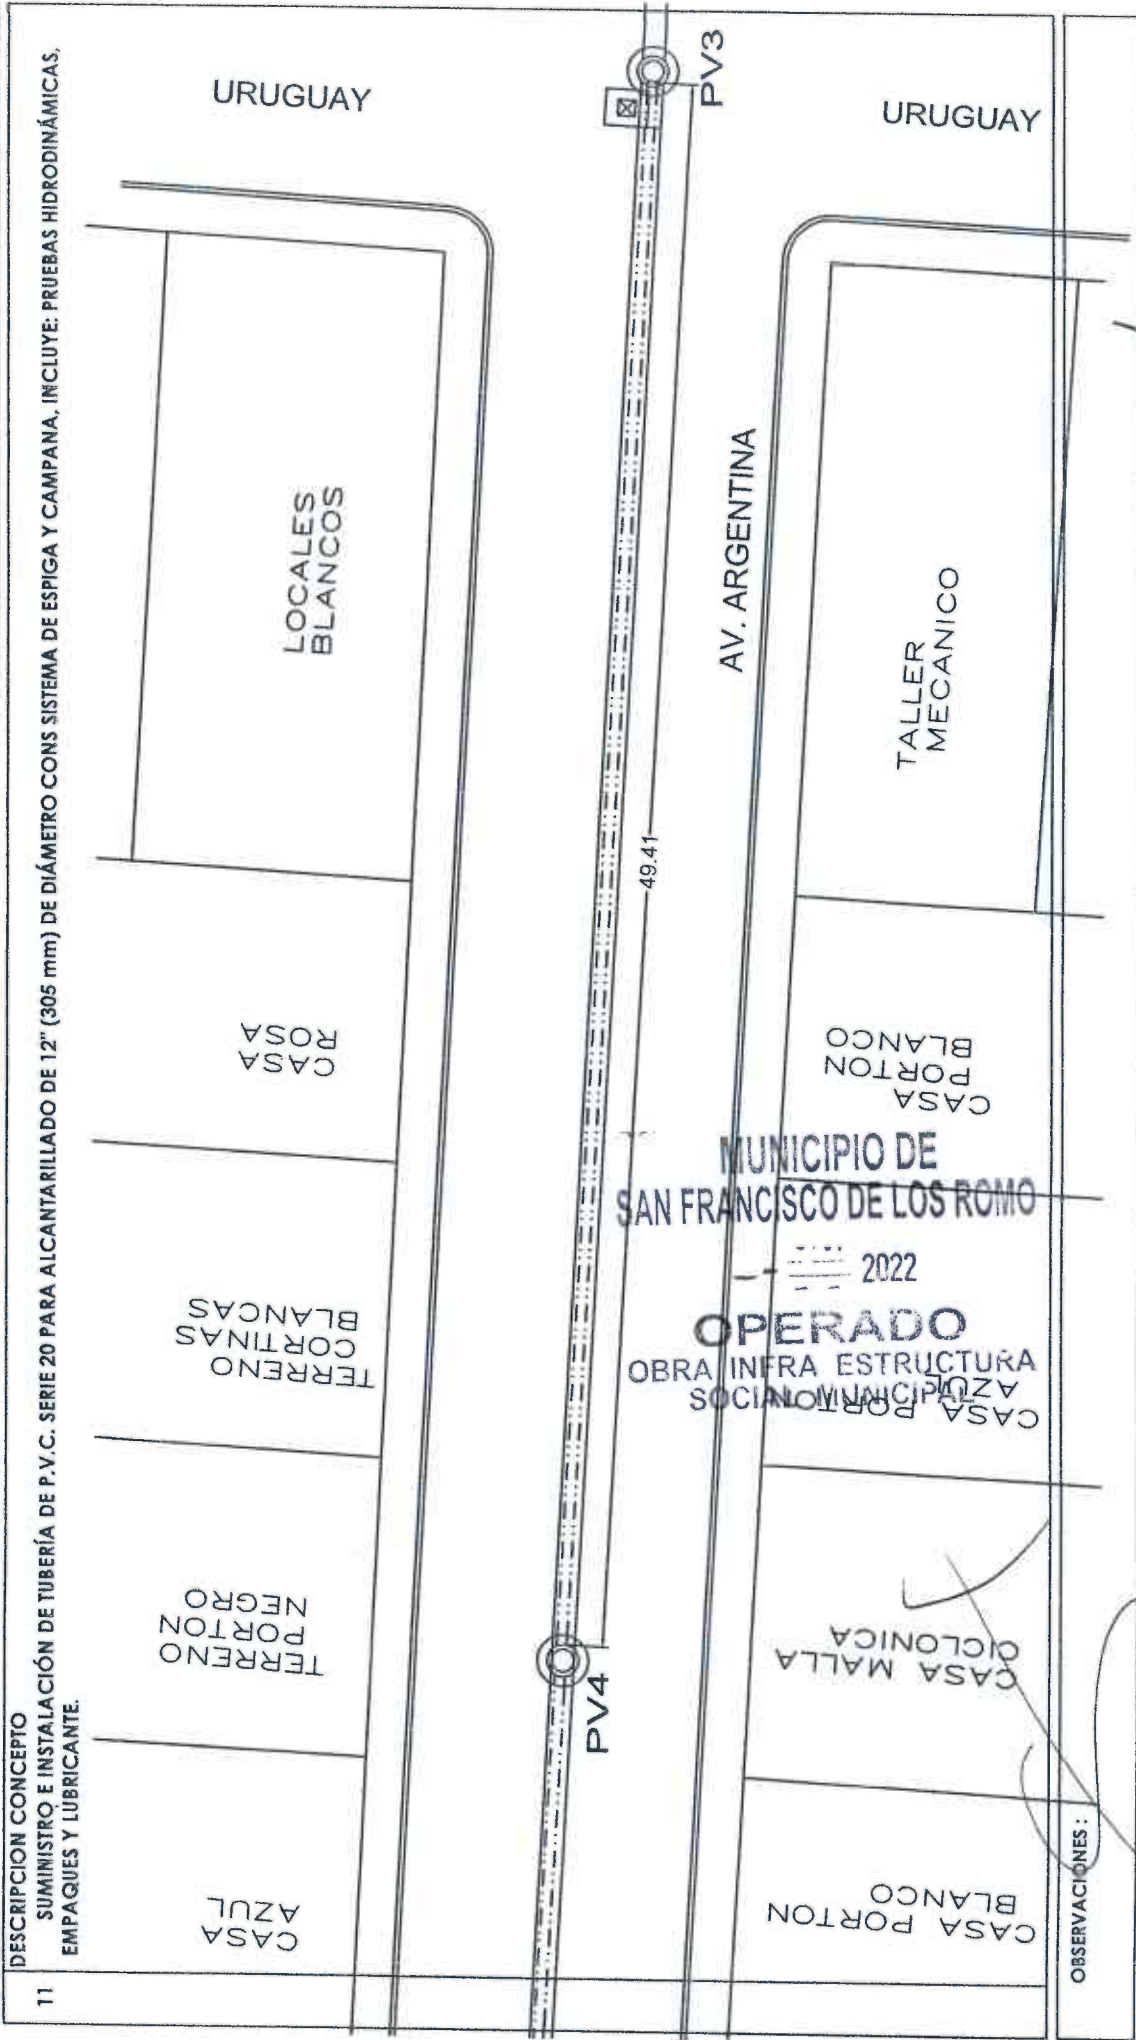 DESCRIPCION CONCEPTO
11
SUMINISTRO E INSTALACIÓN DE TUBERÍA DE P.V.C. SERIE 20 PARA ALCANTARILLADO DE 12" (305 mm) DE DIÁMETRO CONS SISTEMA DE ESPIGA Y CAMPANA, INCLUYE: PRUEBAS HIDRODINÁMICAS,
EMPAQUES Y LUBRICANTE.
CASA
AZUL
TERRENO
PORTON
NEGRO
TERRENO
CORTINAS
BLANCAS
CASA
ROSA
LOCALES
BLANCOS
URUGUAY
PV4
49.41
PV3
AV. ARGENTINA
CASA PORTON
BLANCO
CASA MALLA
CICLONICA
CASA PORTON
AZUL
CASA
PORTON
BLANCO
TALLER
MECANICO
URUGUAY
MUNICIPIO DE
SAN FRANCISCO DE LOS ROMO
2022
OPERADO
OBRA INFRA ESTRUCTURA
SOCIAL MUNICIPAL
OBSERVACIONES :